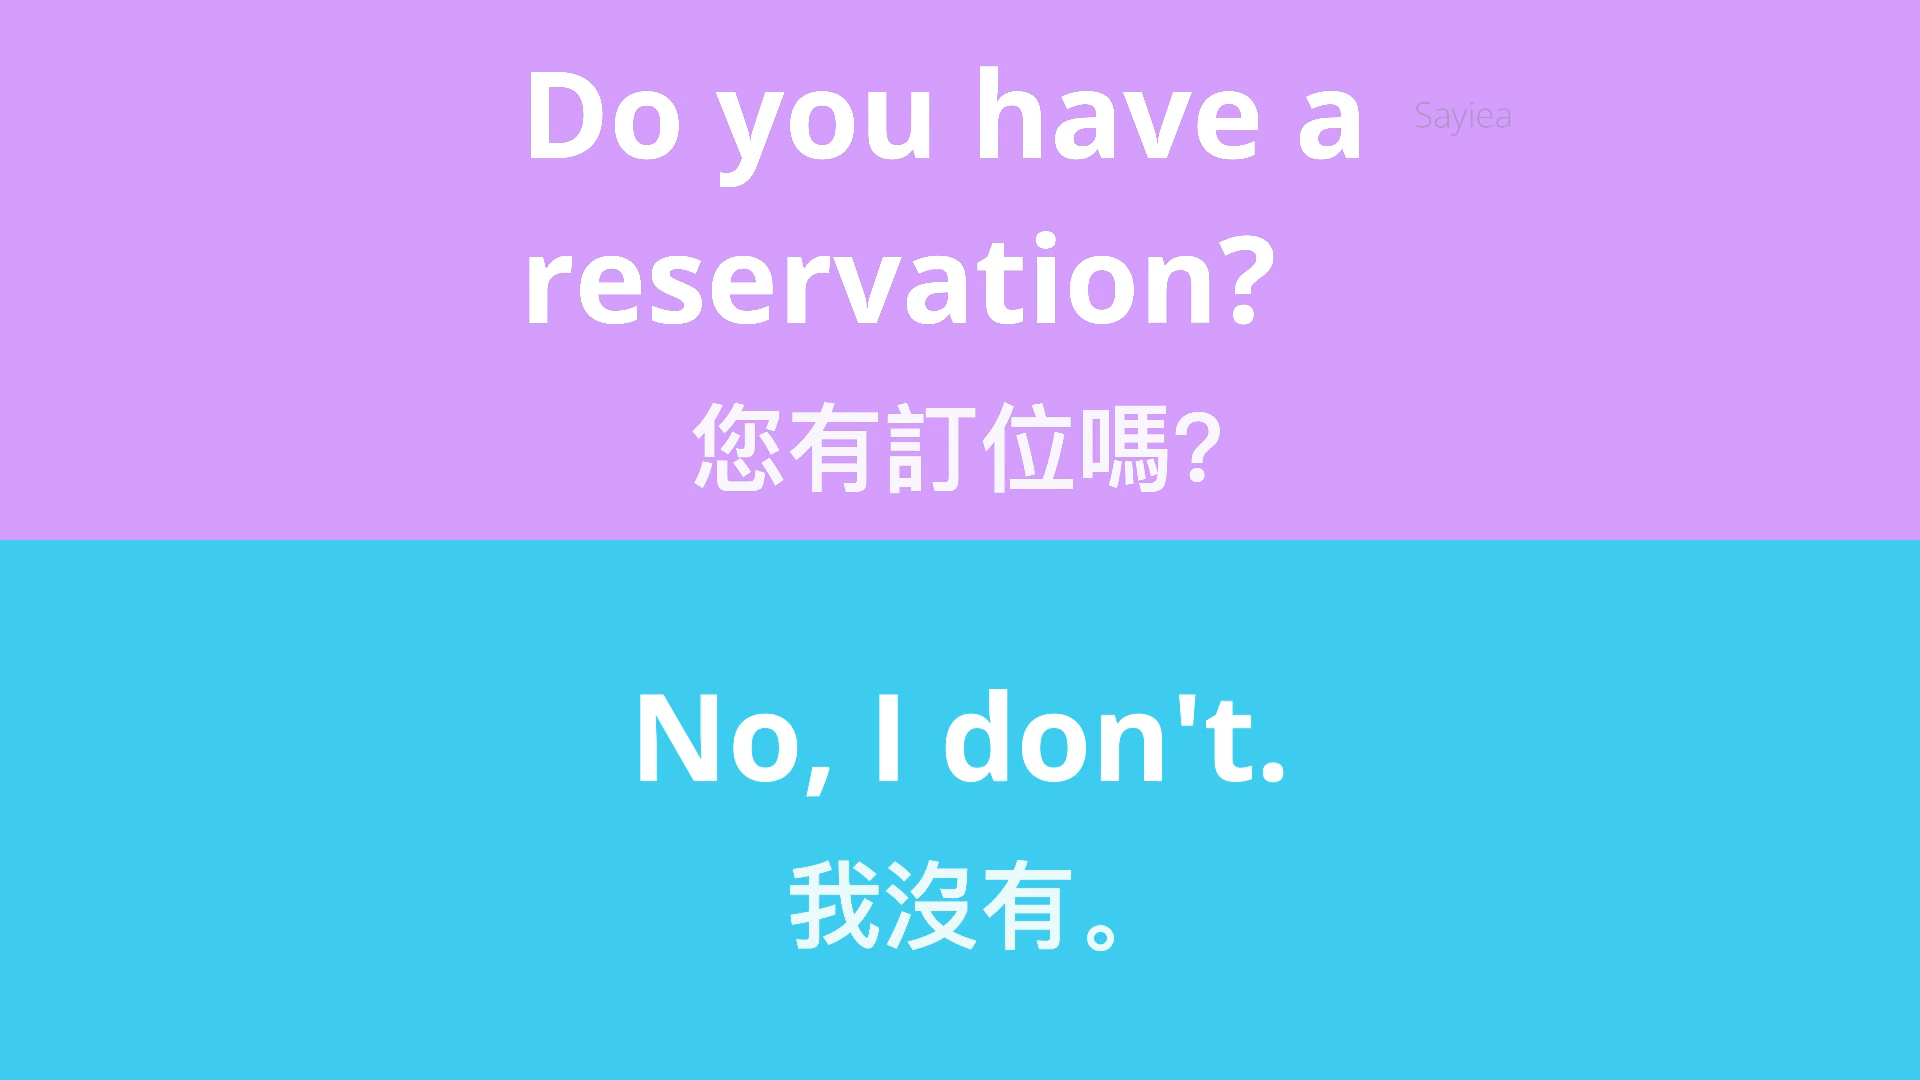 Do you have a
Sayiea
reservation?
您有訂位嗎?
No, I don't.
我沒有。